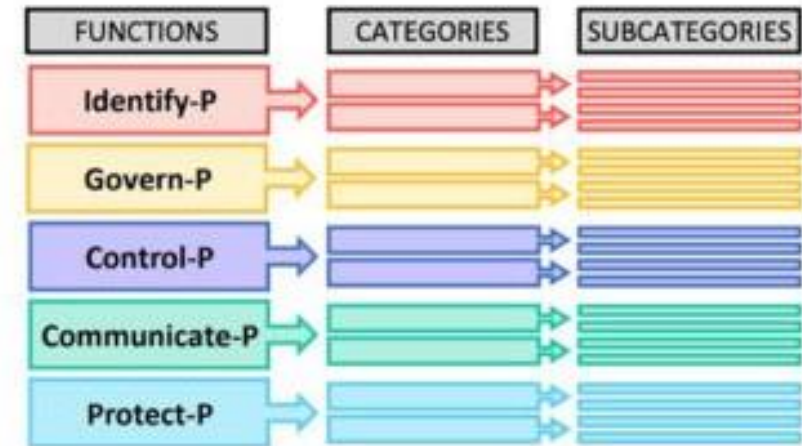 FUNCTIONS
CATEGORIES
SUBCATEGORIES
Identify-P
Govern-P
Control-P
Communicate-P
Protect-P